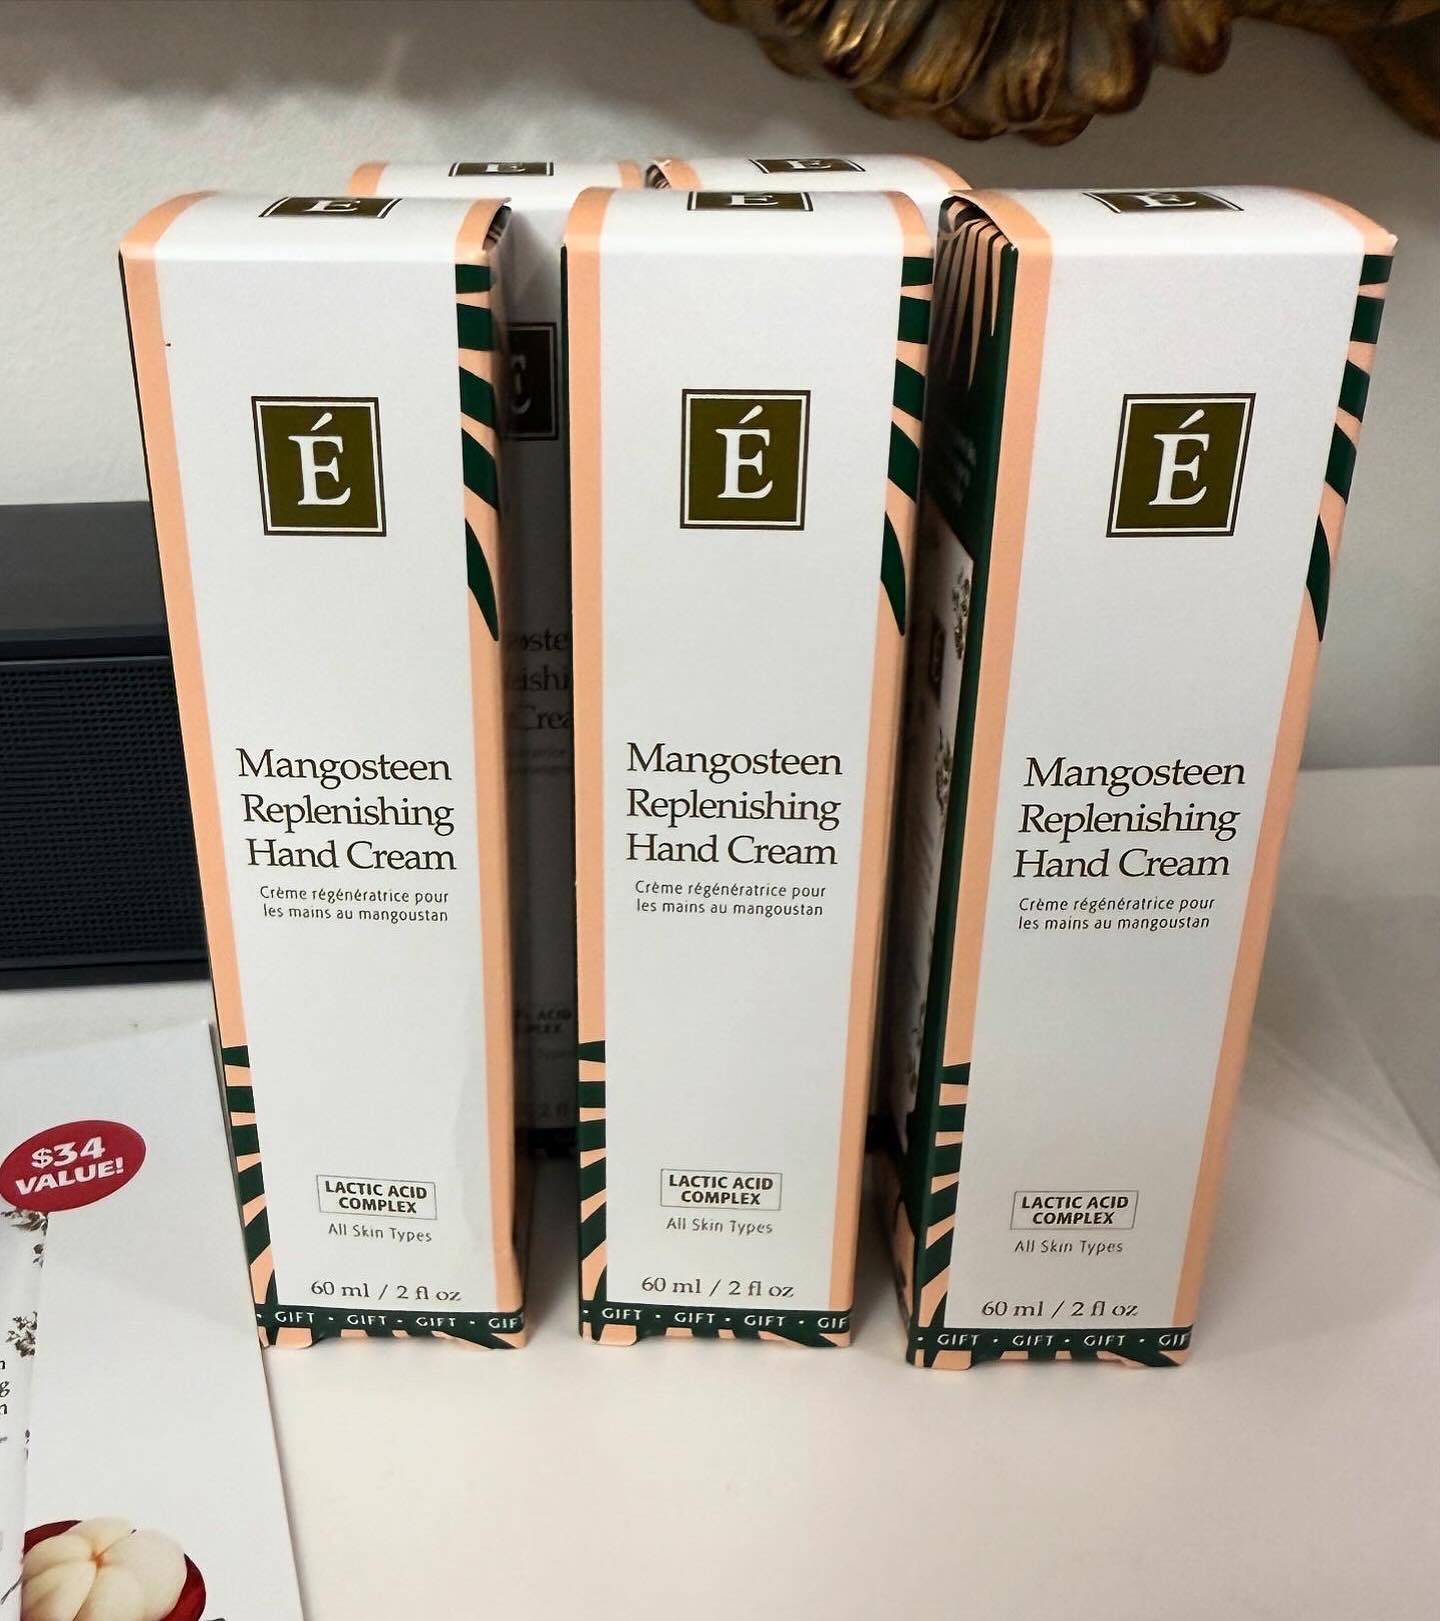 É
É
É
É
É
É
Mangosteen
Replenishing
Hand Cream
Crème régénératrice pour
les mains au mangoustan
LACTIC ACID
COMPLEX
All Skin Types
60 ml / 2 fl oz
• GIFT • GIFT • GIFT • GIF
É
Mangosteen
Replenishing
Hand Cream
Crème régénératrice pour
les mains au mangoustan
LACTIC ACID
COMPLEX
All Skin Types
60 ml / 2 fl oz
• GIFT • GIFT • GIFT • GIF
É
Mangosteen
Replenishing
Hand Cream
Crème régénératrice pour
les mains au mangoustan
LACTIC ACID
COMPLEX
All Skin Types
60 ml / 2 fl oz
• GIFT • GIFT • GIFT • GIF
$34
VALUE!